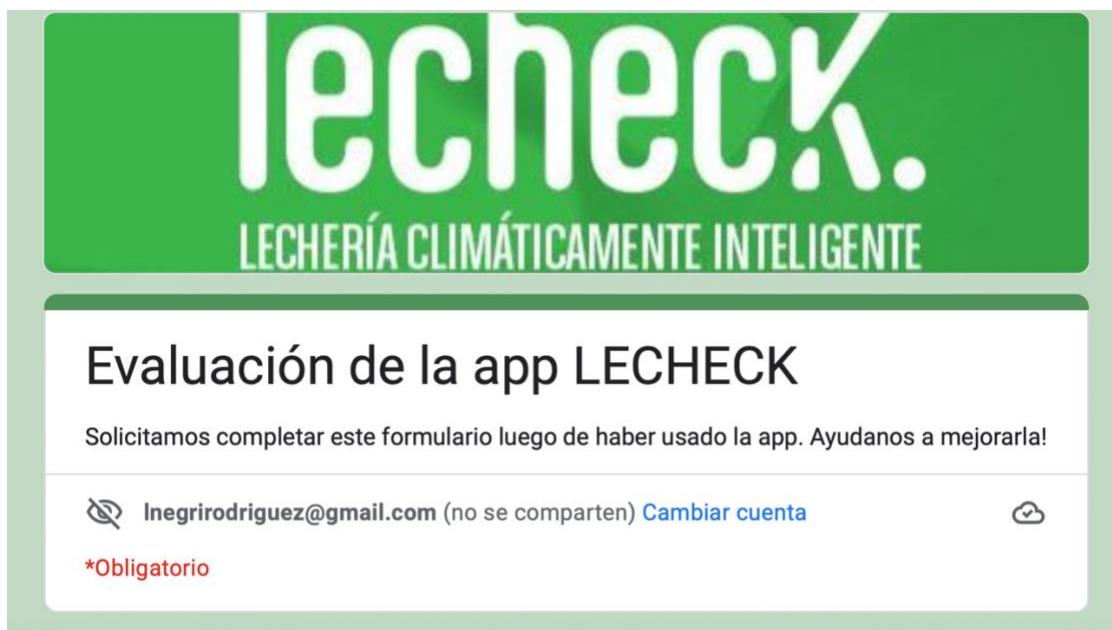 lecheck.
LECHERÍA CLIMÁTICAMENTE INTELIGENTE
Evaluación de la app LECHECK
Solicitamos completar este formulario luego de haber usado la app. Ayudanos a mejorarla!
lnegrirodriguez@gmail.com (no se comparten) Cambiar cuenta
*Obligatorio